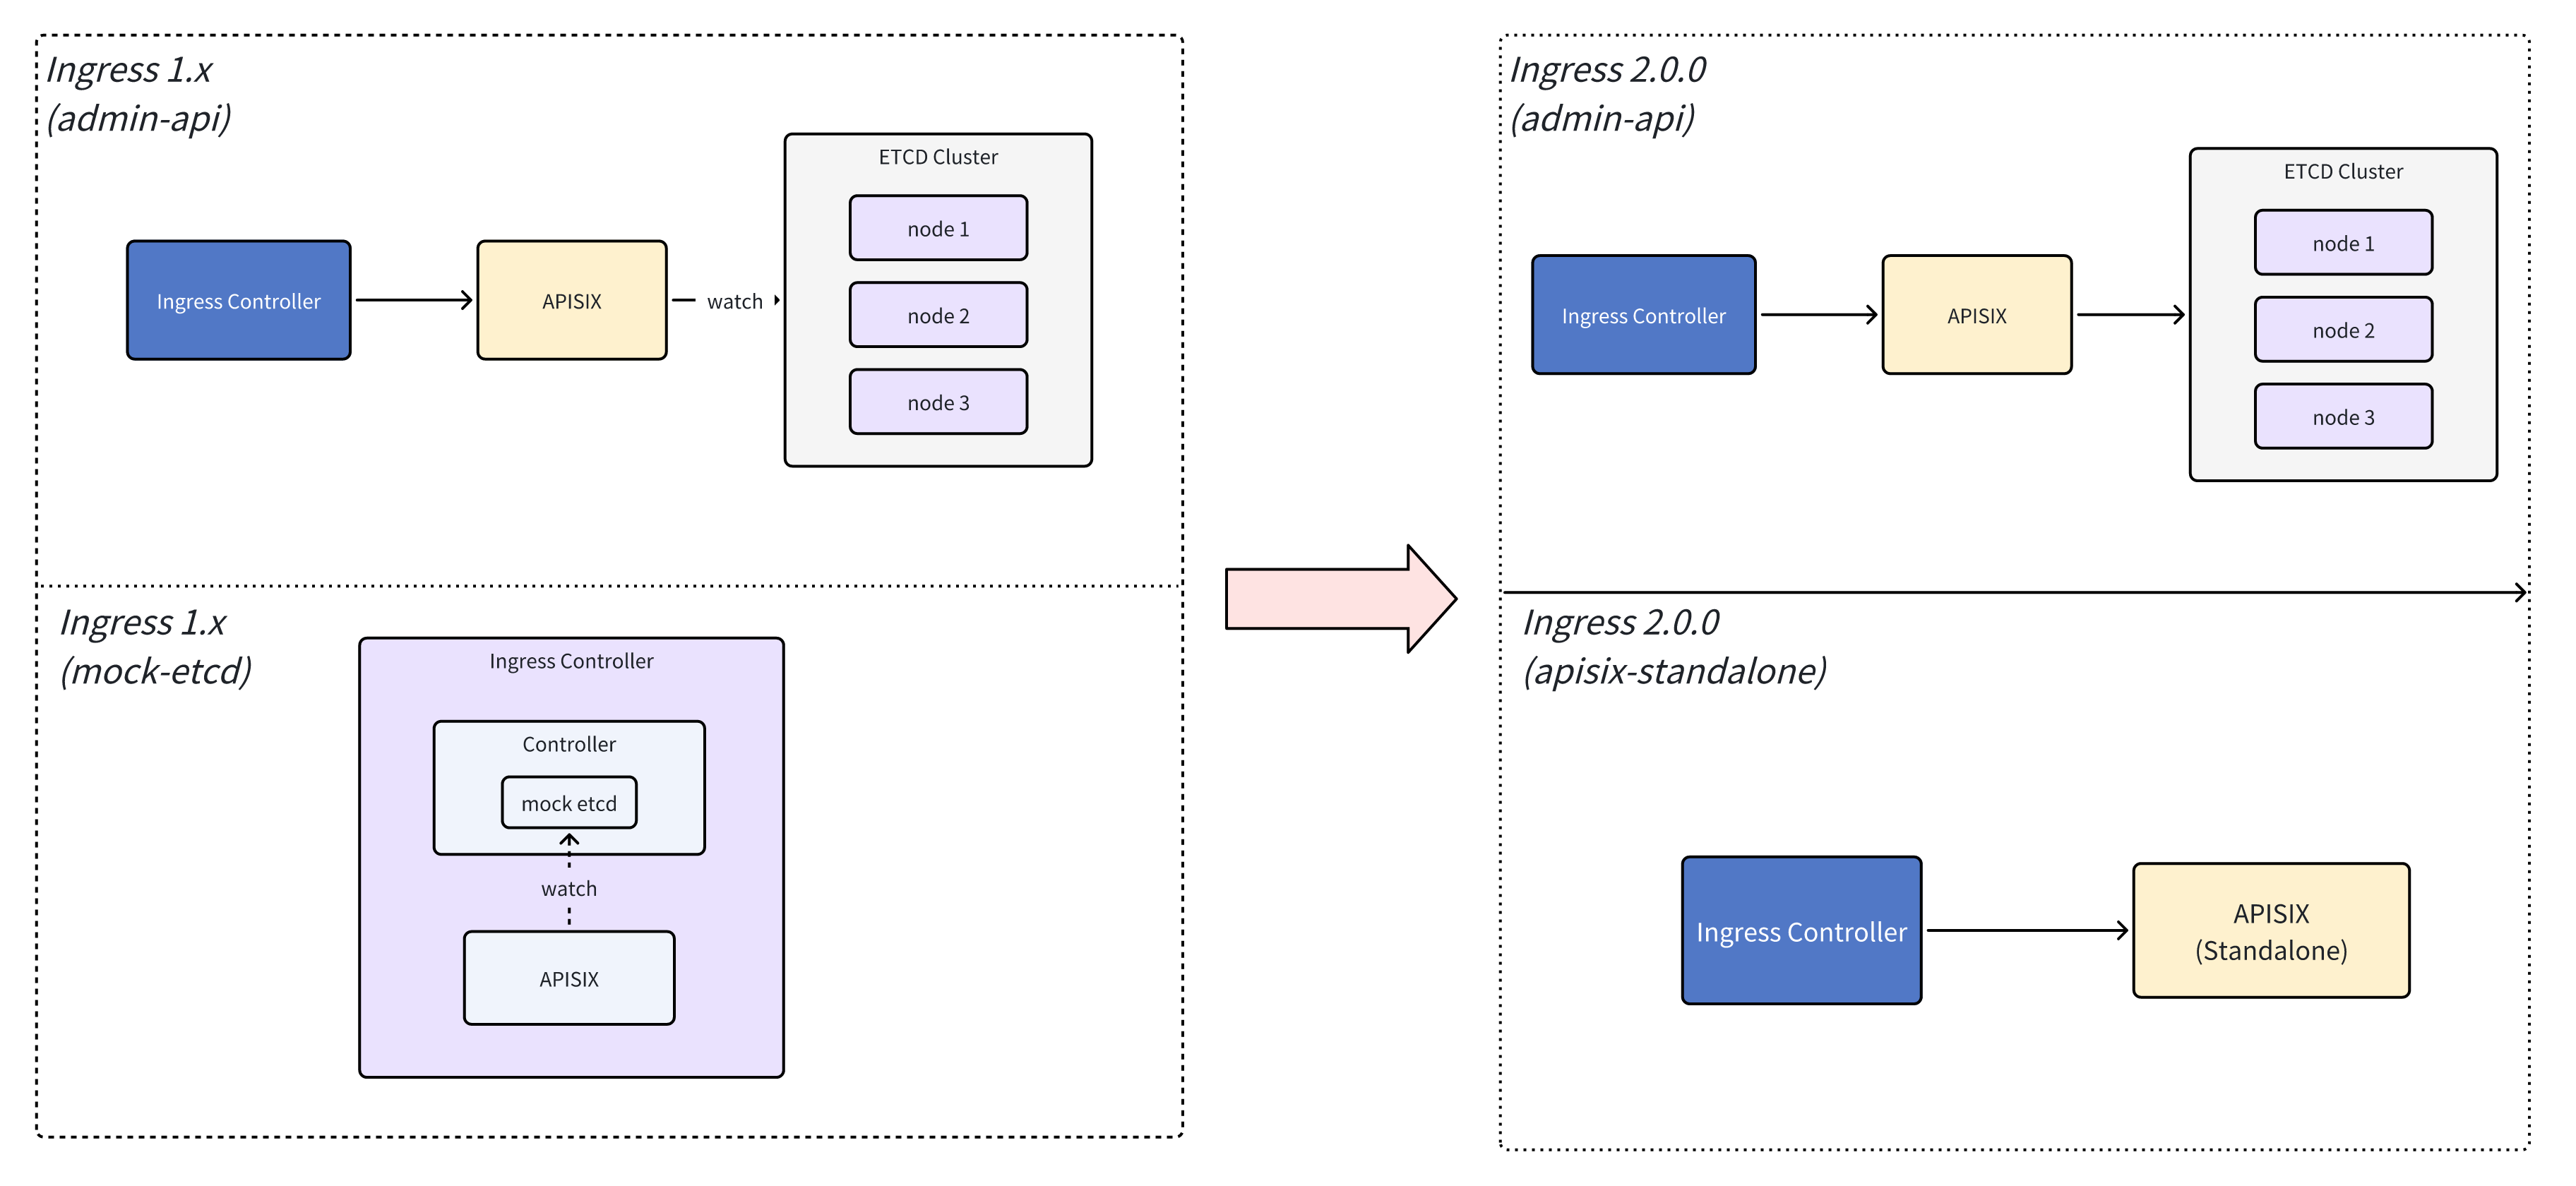 Ingress 1.x
(admin-api)
ETCD Cluster
node 1
node 2
node 3
Ingress Controller
APISIX
watch
Ingress 1.x
(mock-etcd)
Ingress Controller
Controller
mock etcd
watch
APISIX
Ingress 2.0.0
(admin-api)
ETCD Cluster
node 1
node 2
node 3
Ingress Controller
APISIX
Ingress 2.0.0
(apisix-standalone)
Ingress Controller
APISIX
(Standalone)